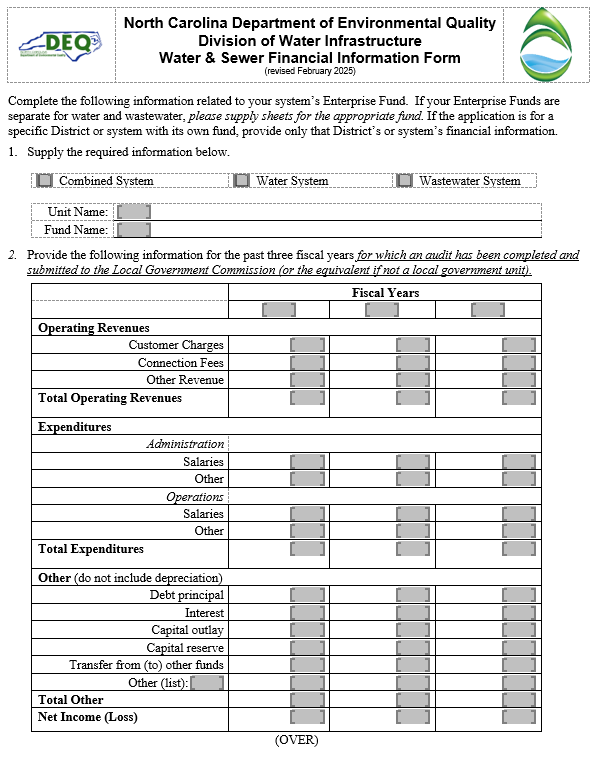 DEQ
North Carolina Department of Environmental Quality
Division of Water Infrastructure
Water & Sewer Financial Information Form
(revised February 2025)
Complete the following information related to your system's Enterprise Fund.  If your Enterprise Funds are
separate for water and wastewater, please supply sheets for the appropriate fund. If the application is for a
specific District or system with its own fund, provide only that District's or system's financial information.
1. Supply the required information below.
Combined System Water System Wastewater System
Unit Name:
Fund Name:
2. Provide the following information for the past three fiscal years for which an audit has been completed and
submitted to the Local Government Commission (or the equivalent if not a local government unit).
Fiscal Years
Operating Revenues
Customer Charges
Connection Fees
Other Revenue
Total Operating Revenues
Expenditures
Administration
Salaries
Other
Operations
Salaries
Other
Total Expenditures
Other (do not include depreciation)
Debt principal
Interest
Capital outlay
Capital reserve
Transfer from (to) other funds
Other (list):
Total Other
Net Income (Loss)
(OVER)